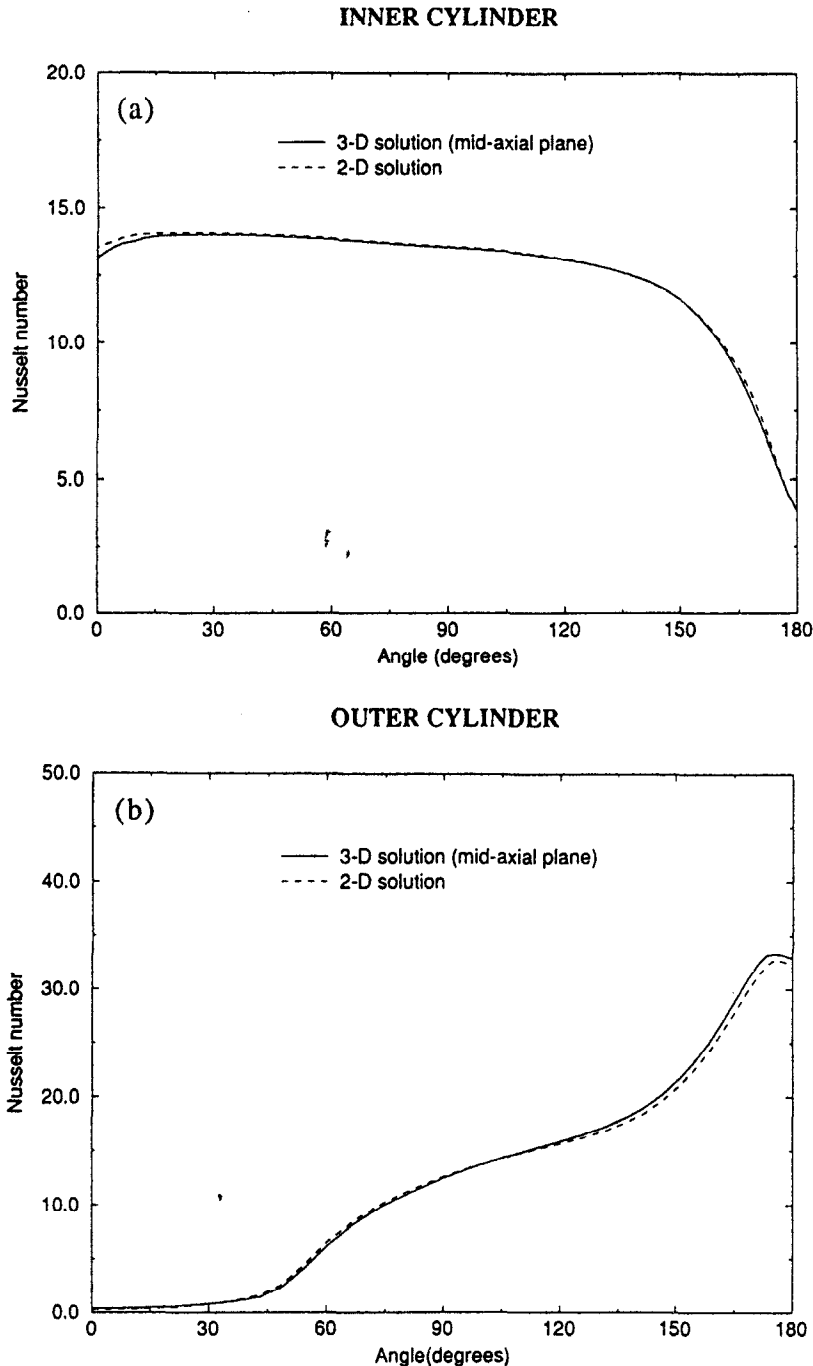 INNER CYLINDER
(a)
3-D solution (mid-axial plane)
2-D solution
20.0
15.0
10.0
5.0
0.0
Nusselt number
0
30
60
90
120
150
180
Angle (degrees)
OUTER CYLINDER
(b)
3-D solution (mid-axial plane)
2-D solution
50.0
40.0
30.0
20.0
10.0
0.0
Nusselt number
0
30
60
90
120
150
180
Angle(degrees)